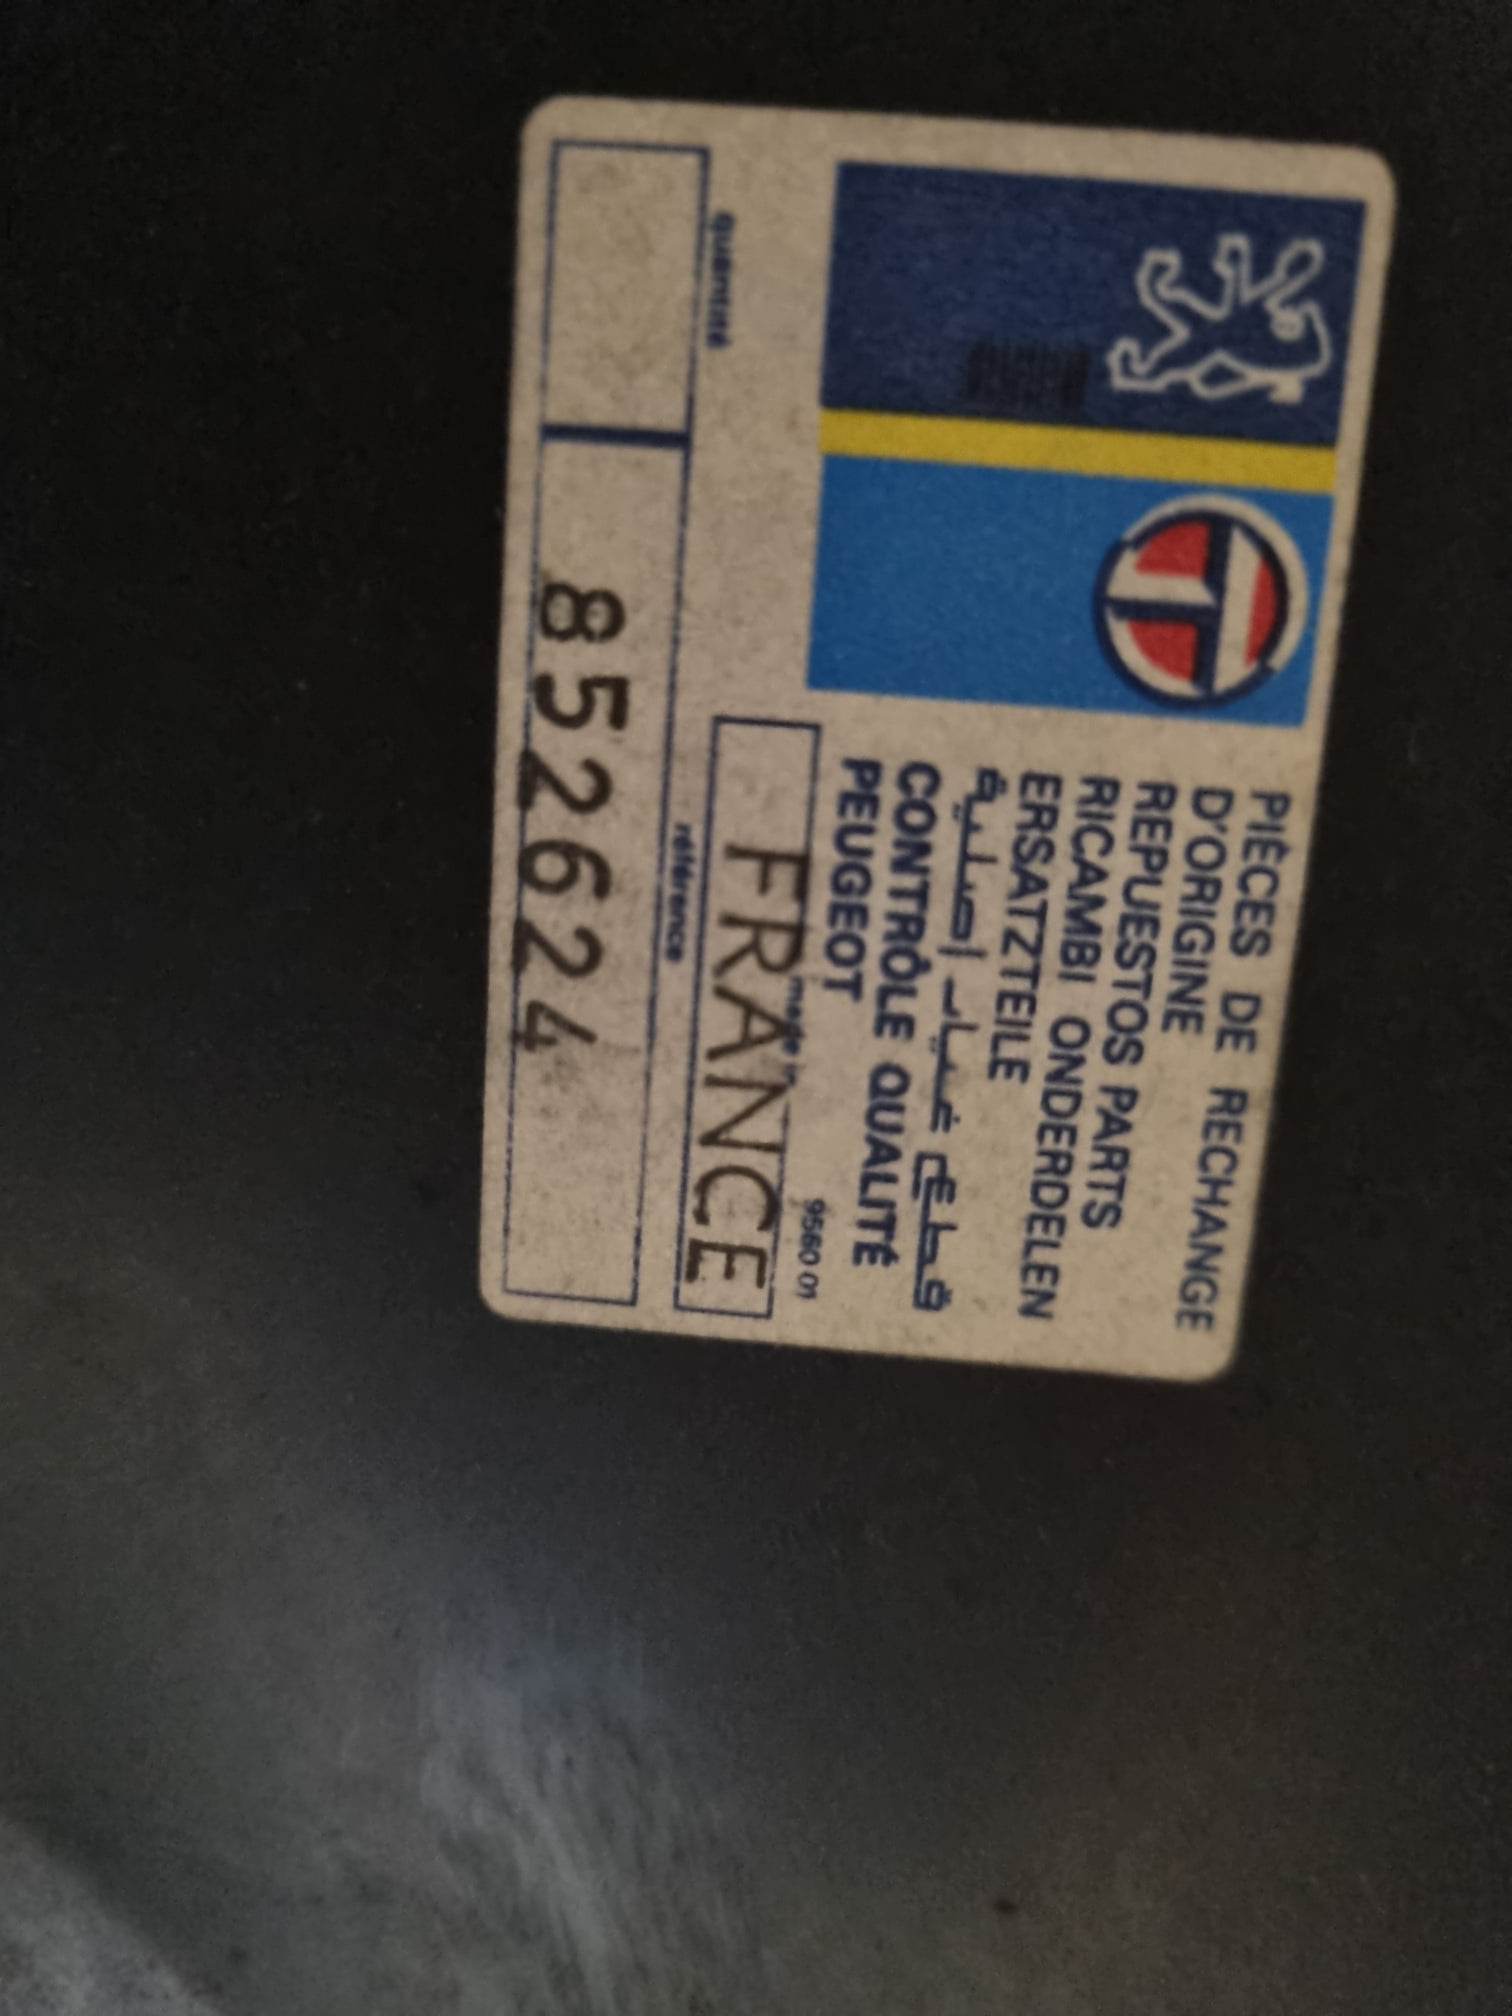 PIÈCES DE RECHANGE
D'ORIGINE
REPUESTOS PARTS
RICAMBI ONDERDELEN
ERSATZTEILE
قطع غيار اصلية
CONTRÔLE QUALITÉ
PEUGEOT
9560 01
made in
FRANCE
quantité
référence
852624